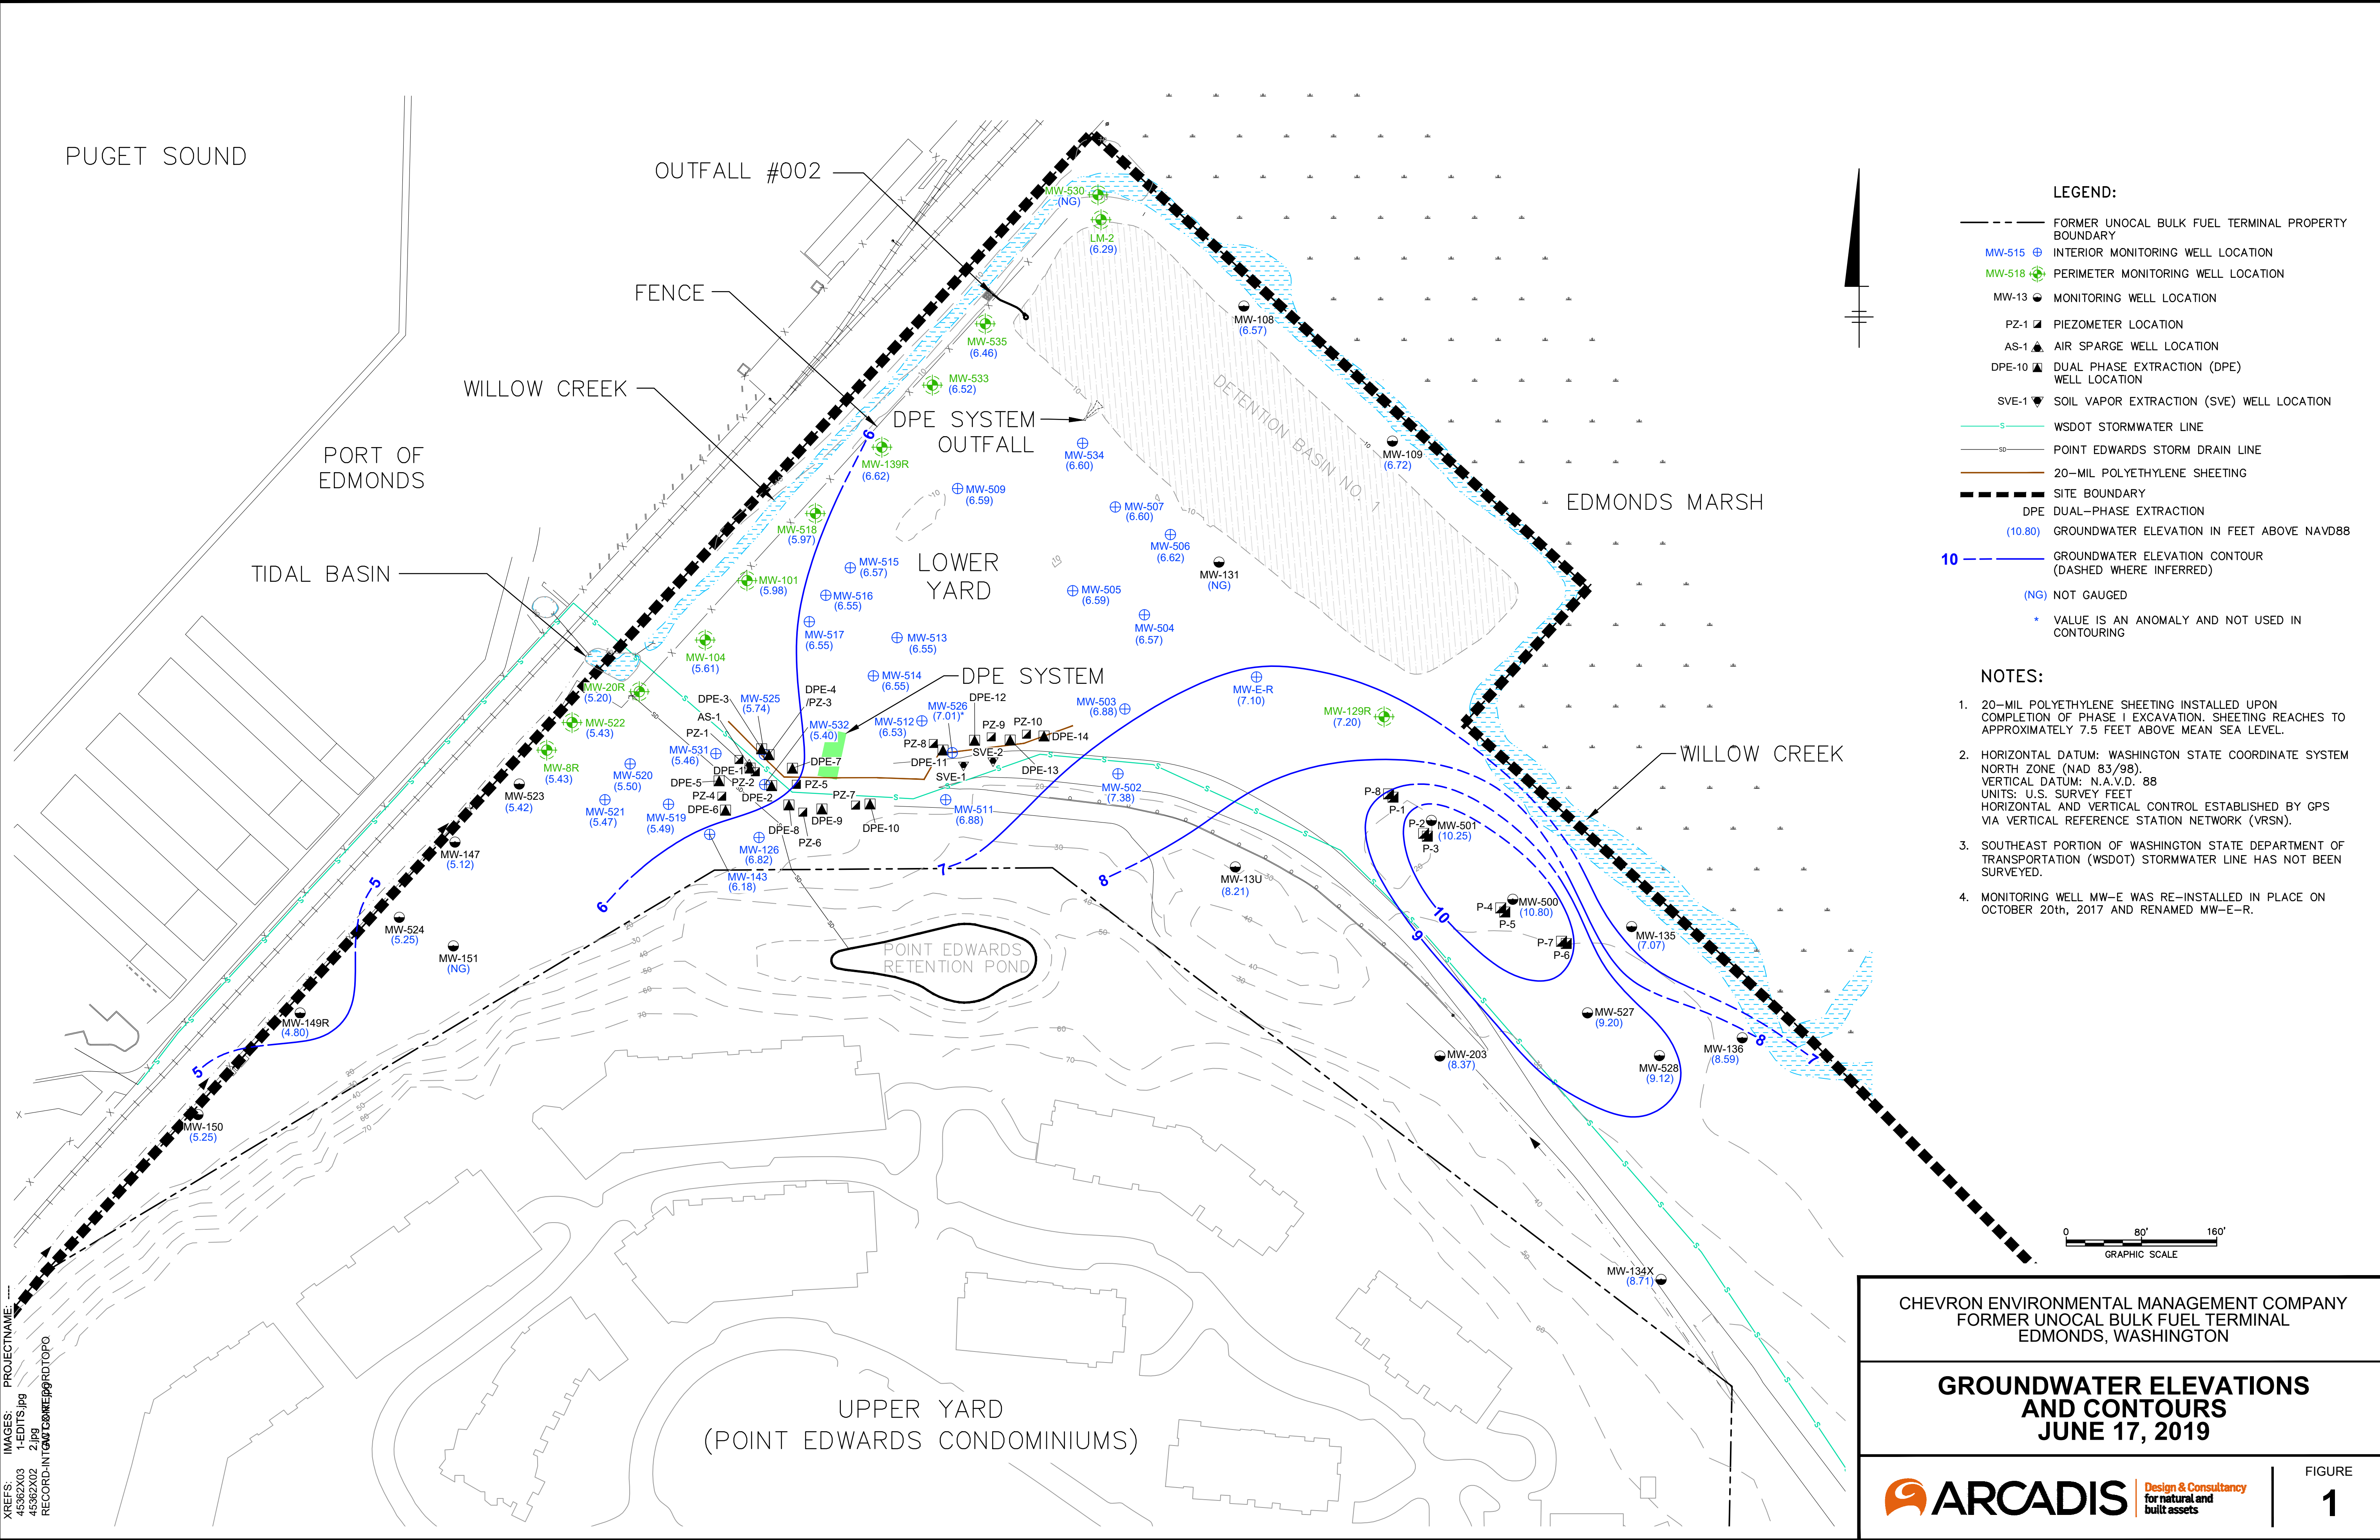 PUGET SOUND
OUTFALL #002
FENCE
WILLOW CREEK
PORT OF
EDMONDS
TIDAL BASIN
DPE SYSTEM
OUTFALL
LOWER
YARD
DPE SYSTEM
DETENTION BASIN NO. 1
EDMONDS MARSH
WILLOW CREEK
POINT EDWARDS
RETENTION POND
UPPER YARD
(POINT EDWARDS CONDOMINIUMS)
MW-530
(NG)
LM-2
(6.29)
MW-108
(6.57)
MW-535
(6.46)
MW-533
(6.52)
MW-139R
(6.62)
MW-534
(6.60)
MW-109
(6.72)
MW-509
(6.59)
MW-507
(6.60)
MW-518
(5.97)
MW-506
(6.62)
MW-515
(6.57)
MW-131
(NG)
MW-101
(5.98)
MW-516
(6.55)
MW-505
(6.59)
MW-517
(6.55)
MW-513
(6.55)
MW-504
(6.57)
MW-104
(5.61)
MW-514
(6.55)
MW-20R
(5.20)
MW-E-R
(7.10)
MW-129R
(7.20)
DPE-3
MW-525
(5.74)
DPE-4
/PZ-3
AS-1
PZ-1
MW-532
(5.40)
MW-512
(6.53)
MW-526
(7.01)*
DPE-12
PZ-9
PZ-10
DPE-14
MW-503
(6.88)
MW-522
(5.43)
MW-531
(5.46)
PZ-8
DPE-11
SVE-2
SVE-1
DPE-13
MW-8R
(5.43)
MW-520
(5.50)
DPE-1
DPE-7
DPE-5
PZ-2
PZ-5
PZ-4
DPE-2
PZ-7
DPE-6
DPE-8
DPE-9
DPE-10
PZ-6
MW-523
(5.42)
MW-521
(5.47)
MW-519
(5.49)
MW-511
(6.88)
MW-502
(7.38)
MW-126
(6.82)
MW-143
(6.18)
MW-147
(5.12)
MW-524
(5.25)
MW-151
(NG)
MW-149R
(4.80)
MW-150
(5.25)
P-8
P-1
P-2
P-3
MW-501
(10.25)
MW-13U
(8.21)
P-4
P-5
MW-500
(10.80)
P-7
P-6
MW-135
(7.07)
MW-527
(9.20)
MW-203
(8.37)
MW-528
(9.12)
MW-136
(8.59)
MW-134X
(8.71)
6
6
5
5
7
8
10
9
8
7
LEGEND:
FORMER UNOCAL BULK FUEL TERMINAL PROPERTY
BOUNDARY
MW-515 INTERIOR MONITORING WELL LOCATION
MW-518 PERIMETER MONITORING WELL LOCATION
MW-13 MONITORING WELL LOCATION
PZ-1 PIEZOMETER LOCATION
AS-1 AIR SPARGE WELL LOCATION
DPE-10 DUAL PHASE EXTRACTION (DPE)
WELL LOCATION
SVE-1 SOIL VAPOR EXTRACTION (SVE) WELL LOCATION
S WSDOT STORMWATER LINE
SD POINT EDWARDS STORM DRAIN LINE
20-MIL POLYETHYLENE SHEETING
SITE BOUNDARY
DPE DUAL-PHASE EXTRACTION
(10.80) GROUNDWATER ELEVATION IN FEET ABOVE NAVD88
10 GROUNDWATER ELEVATION CONTOUR
(DASHED WHERE INFERRED)
(NG) NOT GAUGED
* VALUE IS AN ANOMALY AND NOT USED IN
CONTOURING
NOTES:
1. 20-MIL POLYETHYLENE SHEETING INSTALLED UPON
COMPLETION OF PHASE I EXCAVATION. SHEETING REACHES TO
APPROXIMATELY 7.5 FEET ABOVE MEAN SEA LEVEL.
2. HORIZONTAL DATUM: WASHINGTON STATE COORDINATE SYSTEM
NORTH ZONE (NAD 83/98).
VERTICAL DATUM: N.A.V.D. 88
UNITS: U.S. SURVEY FEET
HORIZONTAL AND VERTICAL CONTROL ESTABLISHED BY GPS
VIA VERTICAL REFERENCE STATION NETWORK (VRSN).
3. SOUTHEAST PORTION OF WASHINGTON STATE DEPARTMENT OF
TRANSPORTATION (WSDOT) STORMWATER LINE HAS NOT BEEN
SURVEYED.
4. MONITORING WELL MW-E WAS RE-INSTALLED IN PLACE ON
OCTOBER 20th, 2017 AND RENAMED MW-E-R.
0 80' 160'
GRAPHIC SCALE
CHEVRON ENVIRONMENTAL MANAGEMENT COMPANY
FORMER UNOCAL BULK FUEL TERMINAL
EDMONDS, WASHINGTON
GROUNDWATER ELEVATIONS
AND CONTOURS
JUNE 17, 2019
ARCADIS
Design & Consultancy
for natural and
built assets
FIGURE
1
XREFS: IMAGES: PROJECTNAME: ----
45362X03 1-EDITS.jpg
45362X02 2.jpg